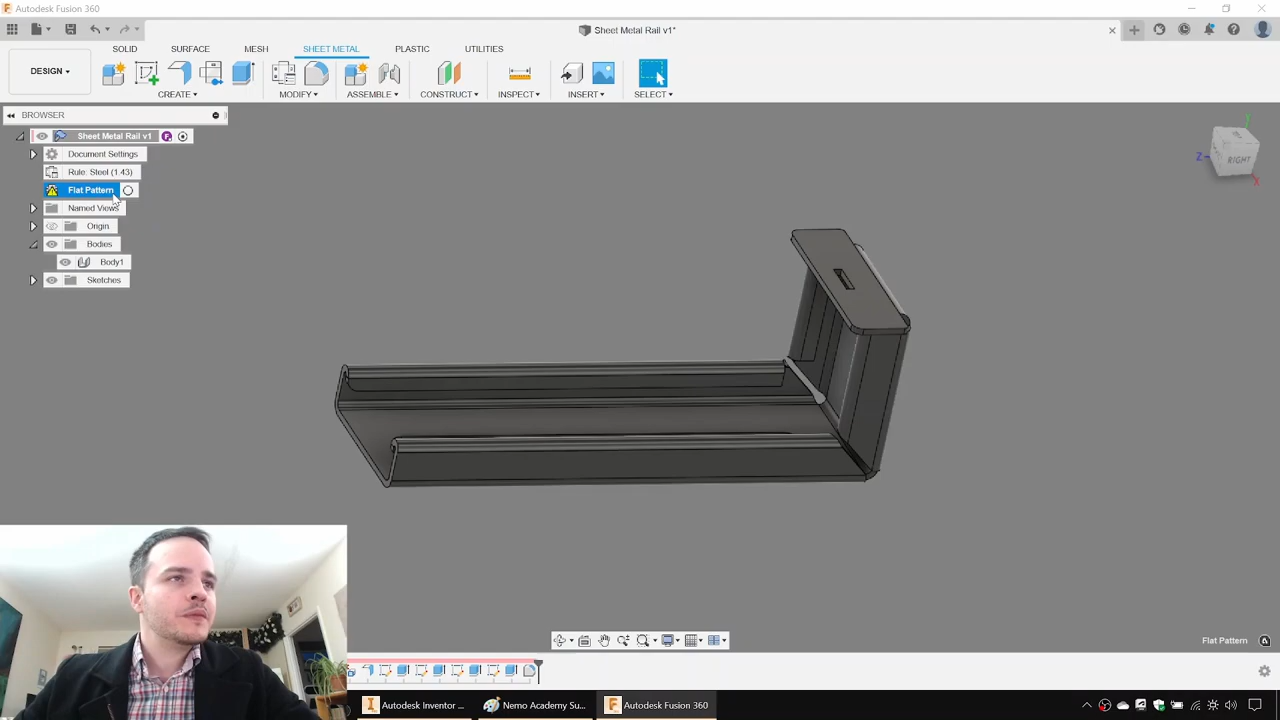 Autodesk Fusion 360
Sheet Metal Rail v1*
DESIGN
SOLID SURFACE MESH SHEET METAL PLASTIC UTILITIES
CREATE MODIFY ASSEMBLE CONSTRUCT INSPECT INSERT SELECT
BROWSER
Sheet Metal Rail v1
Document Settings
Rule: Steel (1.43)
Flat Pattern
Named Views
Origin
Bodies
Body1
Sketches
RIGHT
Z
X
Flat Pattern
Autodesk Inventor ...
Nemo Academy Su...
Autodesk Fusion 360